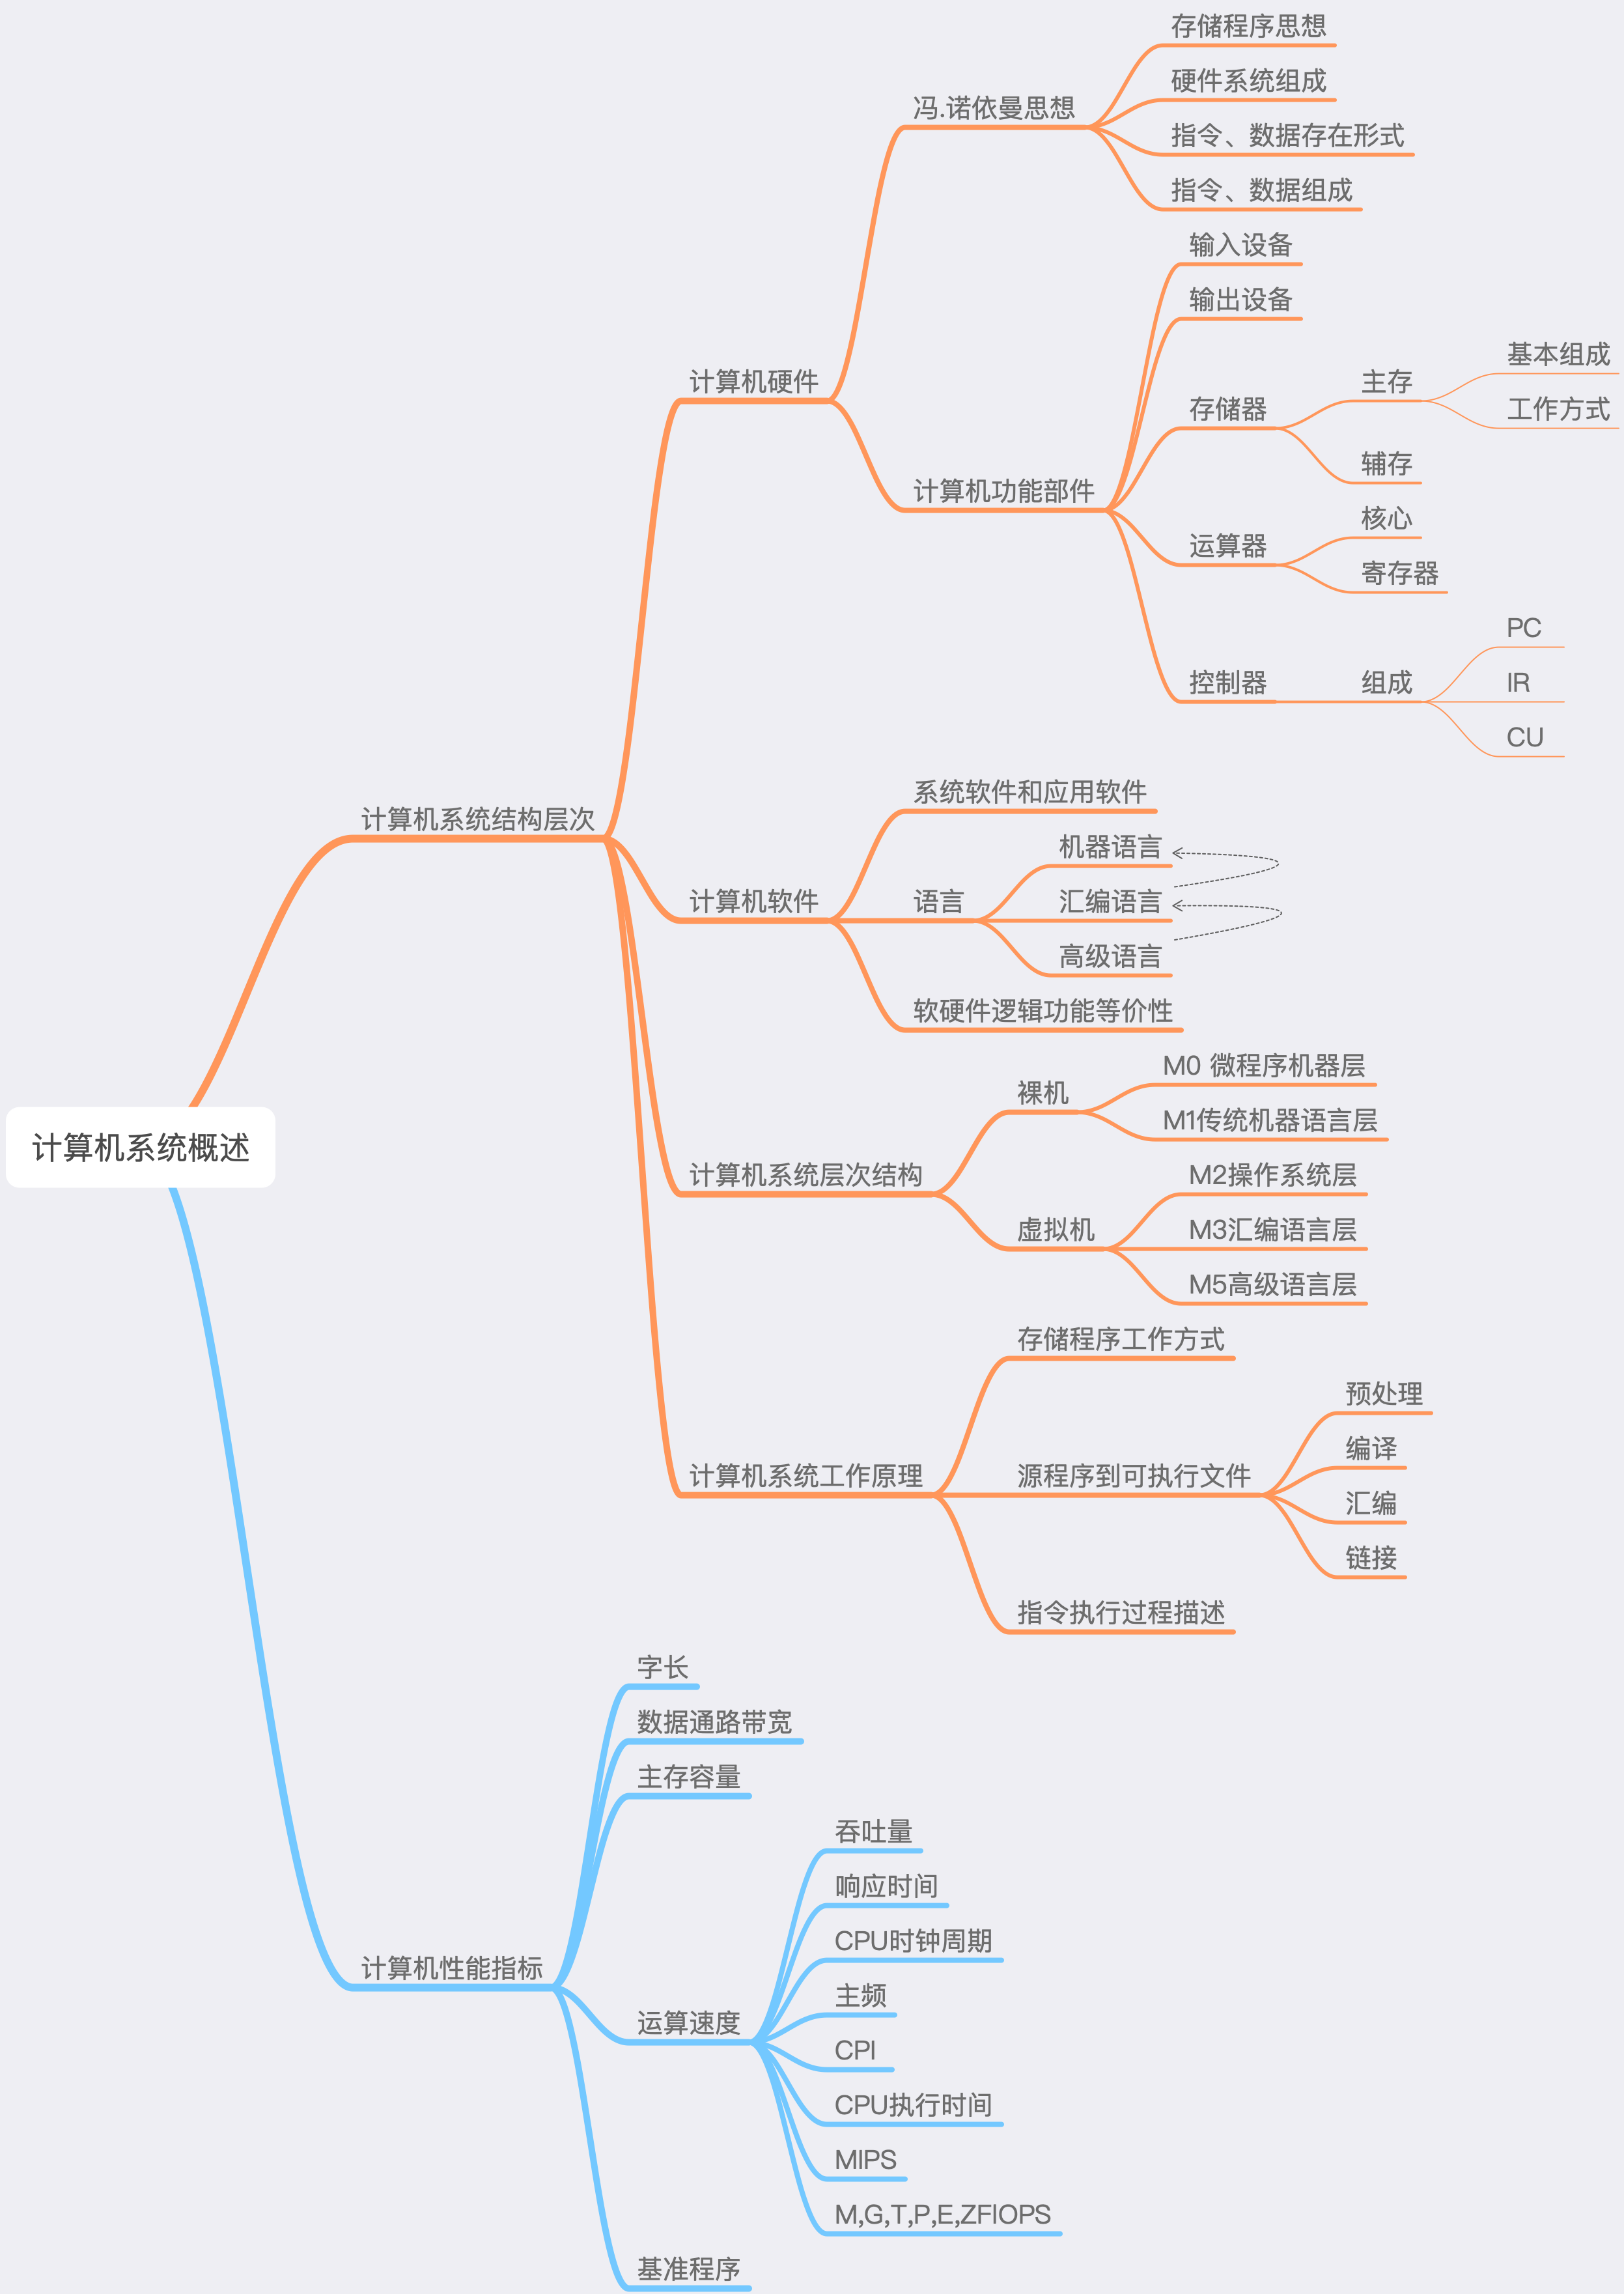 计算机系统概述
计算机系统结构层次
计算机硬件
冯.诺依曼思想
存储程序思想
硬件系统组成
指令、数据存在形式
指令、数据组成
计算机功能部件
输入设备
输出设备
存储器
主存
基本组成
工作方式
辅存
运算器
核心
寄存器
控制器
组成
PC
IR
CU
计算机软件
系统软件和应用软件
语言
机器语言
汇编语言
高级语言
软硬件逻辑功能等价性
计算机系统层次结构
裸机
M0 微程序机器层
M1传统机器语言层
虚拟机
M2操作系统层
M3汇编语言层
M5高级语言层
计算机系统工作原理
存储程序工作方式
源程序到可执行文件
预处理
编译
汇编
链接
指令执行过程描述
计算机性能指标
字长
数据通路带宽
主存容量
运算速度
吞吐量
响应时间
CPU时钟周期
主频
CPI
CPU执行时间
MIPS
M,G,T,P,E,ZFlOPS
基准程序